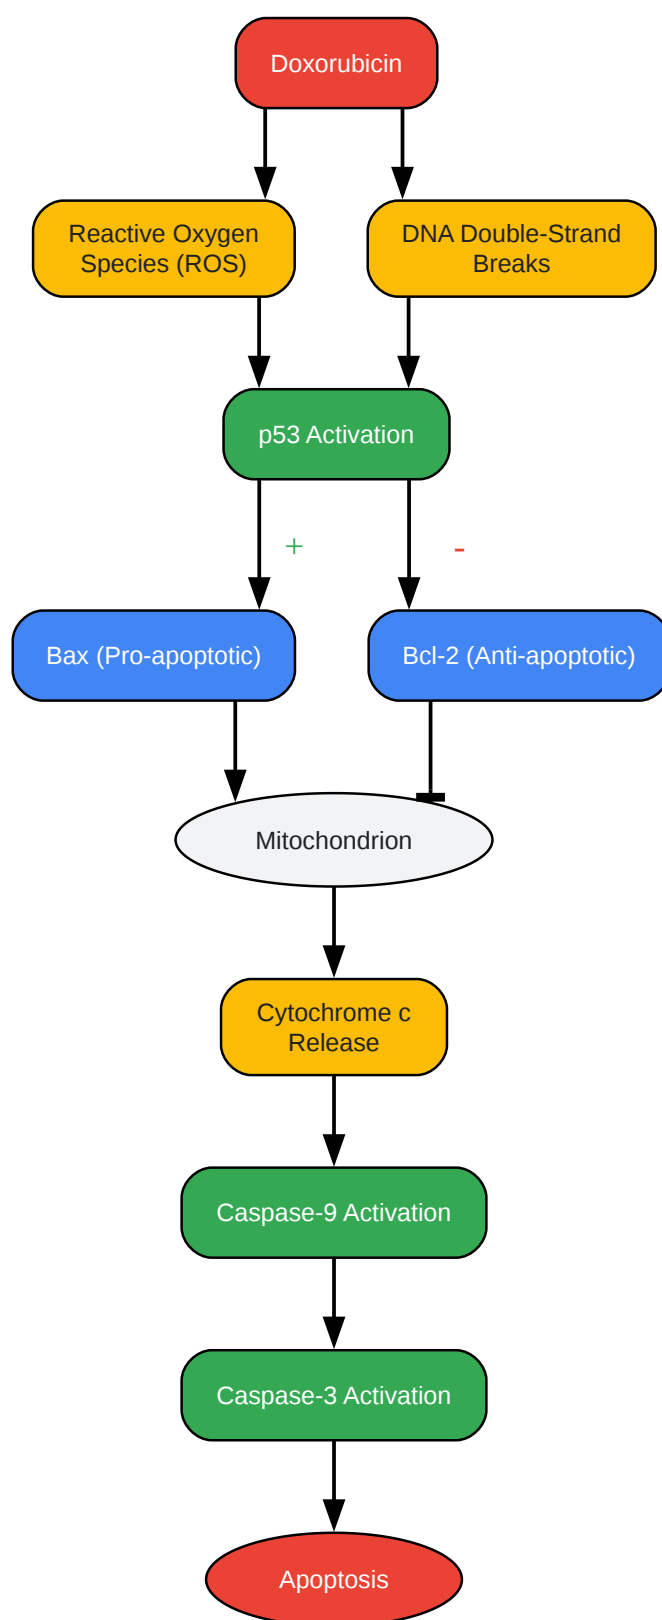 Doxorubicin
Reactive Oxygen
Species (ROS)
DNA Double-Strand
Breaks
p53 Activation
+
-
Bax (Pro-apoptotic)
Bcl-2 (Anti-apoptotic)
Mitochondrion
Cytochrome c
Release
Caspase-9 Activation
Caspase-3 Activation
Apoptosis